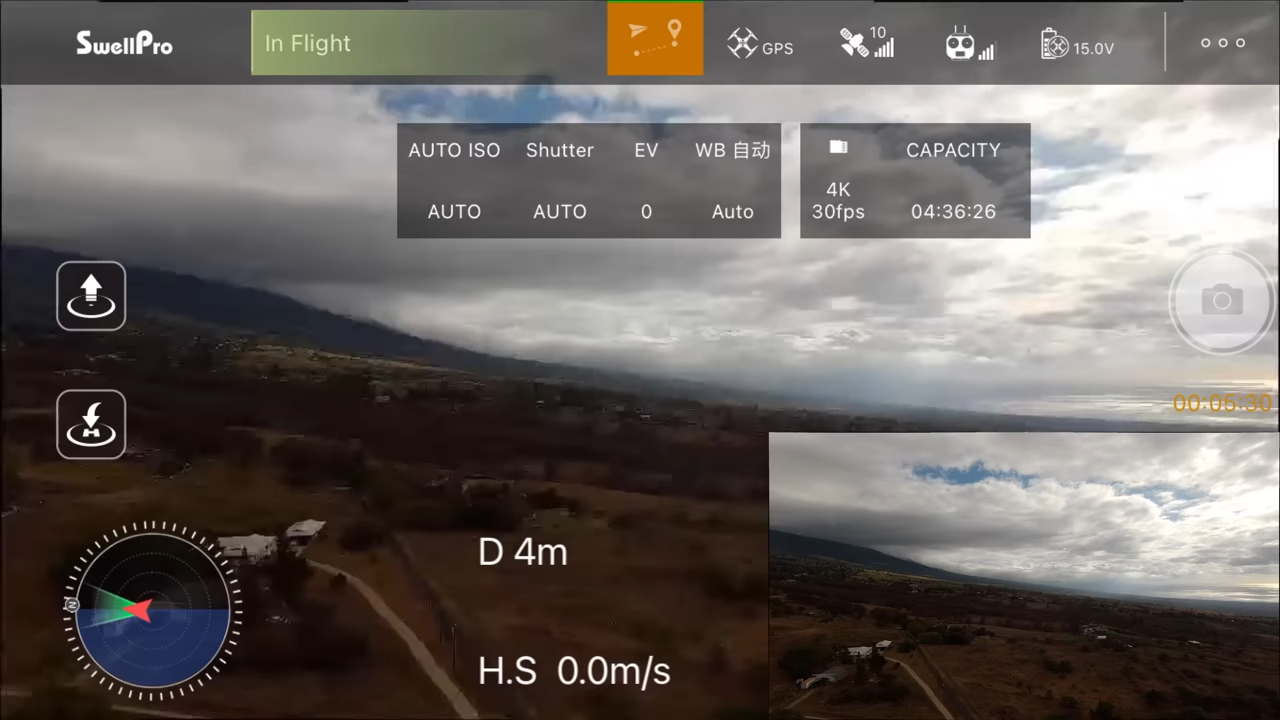 SwellPro
In Flight
GPS
10
15.0V
AUTO ISO Shutter EV WB 自动
AUTO AUTO 0 Auto
CAPACITY
4K
30fps 04:36:26
00:05:30
N
D 4m
H.S 0.0m/s